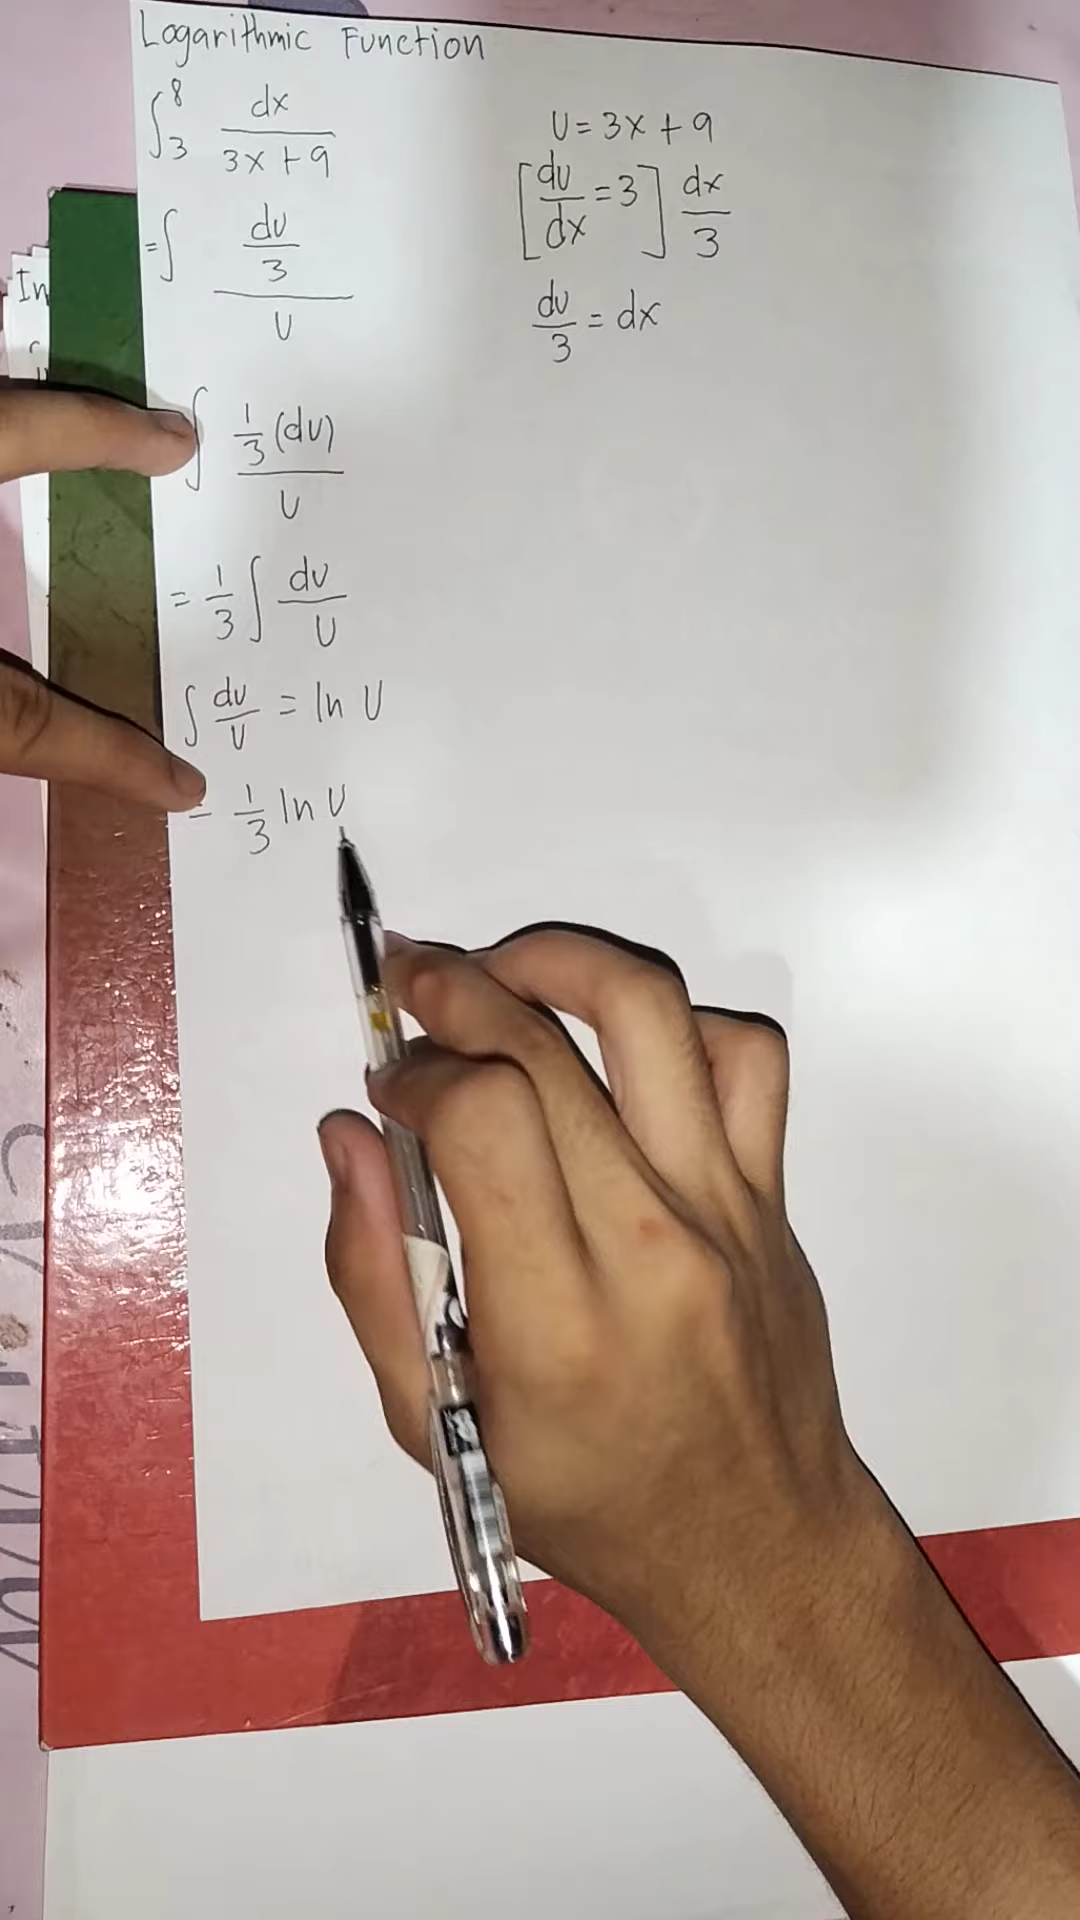 Logarithmic Function
∫₃⁸ dx/(3x+9)
= ∫ (du/3)/U
∫ (1/3 (du))/U
= 1/3 ∫ du/U
∫ du/U = ln U
= 1/3 ln U
U = 3x + 9
[du/dx = 3] dx/3
du/3 = dx
In